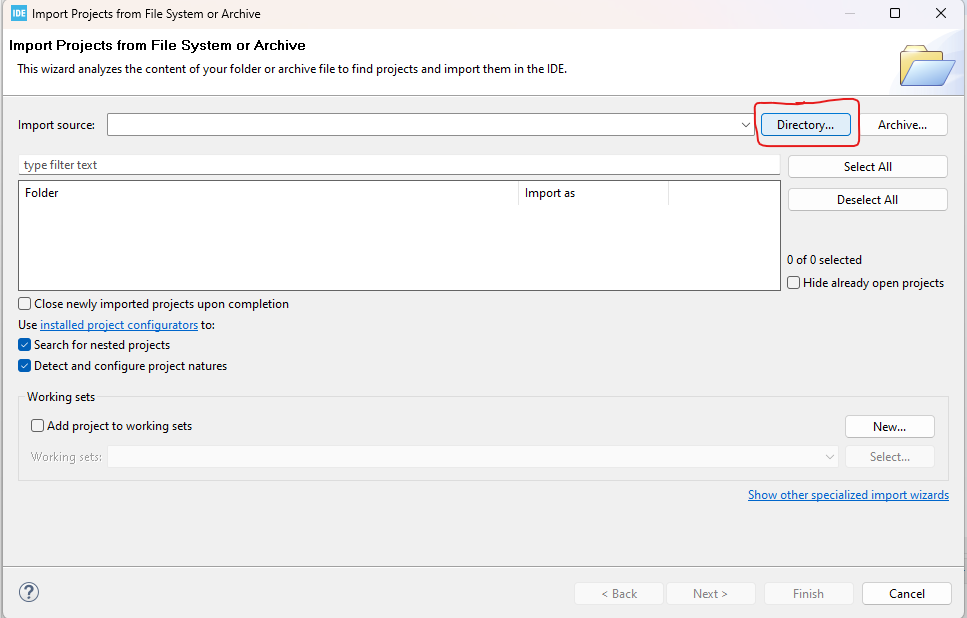 IDE Import Projects from File System or Archive
Import Projects from File System or Archive
This wizard analyzes the content of your folder or archive file to find projects and import them in the IDE.
Import source: Directory... Archive...
type filter text Select All
Folder Import as
Deselect All
0 of 0 selected
Hide already open projects
Close newly imported projects upon completion
Use installed project configurators to:
Search for nested projects
Detect and configure project natures
Working sets
Add project to working sets New...
Working sets: Select...
Show other specialized import wizards
? < Back Next > Finish Cancel